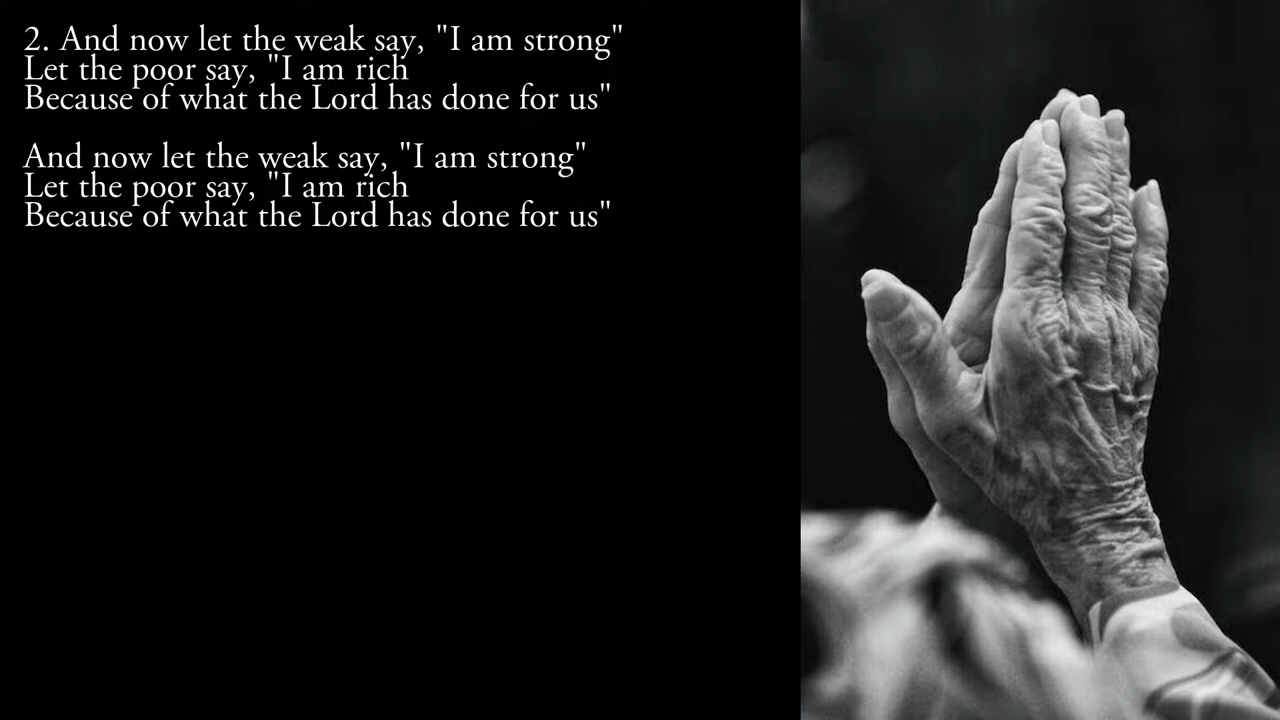 2. And now let the weak say, "I am strong"
Let the poor say, "I am rich
Because of what the Lord has done for us"
And now let the weak say, "I am strong"
Let the poor say, "I am rich
Because of what the Lord has done for us"